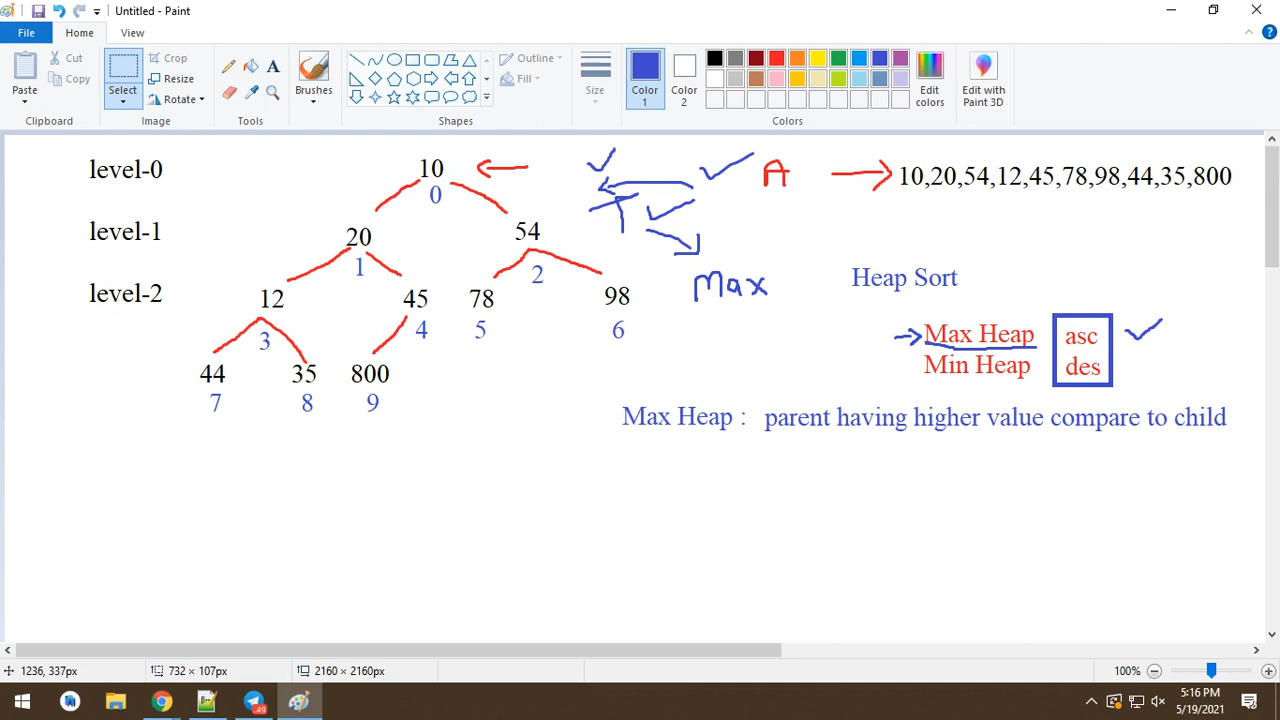 Untitled - Paint
File Home View
Paste
Cut
Copy
Clipboard
Select
Crop
Resize
Rotate
Image
A
Tools
Brushes
Outline
Fill
Shapes
Size
Color 1
Color 2
Edit colors
Edit with Paint 3D
Colors
level-0
level-1
level-2
10
0
20
1
54
2
12
3
45
4
78
5
98
6
44
7
35
8
800
9
A
10,20,54,12,45,78,98,44,35,800
Max
Heap Sort
Max Heap asc
Min Heap des
Max Heap : parent having higher value compare to child
1236, 337px 732 × 107px 2160 × 2160px 100%
49
5:16 PM
5/19/2021